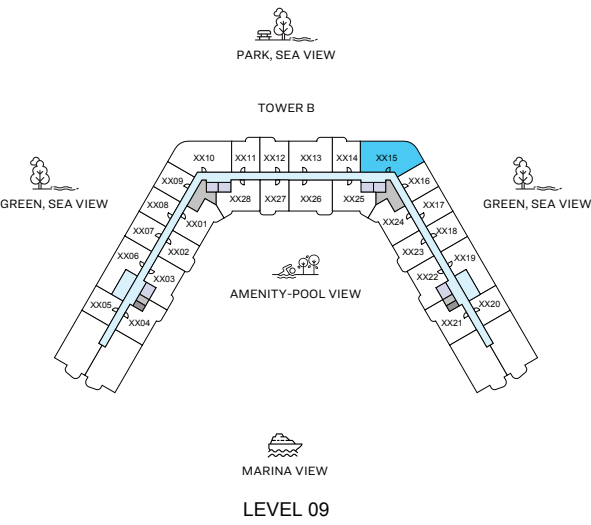 PARK, SEA VIEW
TOWER B
XX10
XX11
XX12
XX13
XX14
XX15
XX09
XX16
GREEN, SEA VIEW
GREEN, SEA VIEW
XX28
XX27
XX26
XX25
XX08
XX01
XX24
XX17
XX07
XX02
XX23
XX18
XX06
XX03
XX22
XX19
AMENITY-POOL VIEW
XX05
XX04
XX21
XX20
MARINA VIEW
LEVEL 09